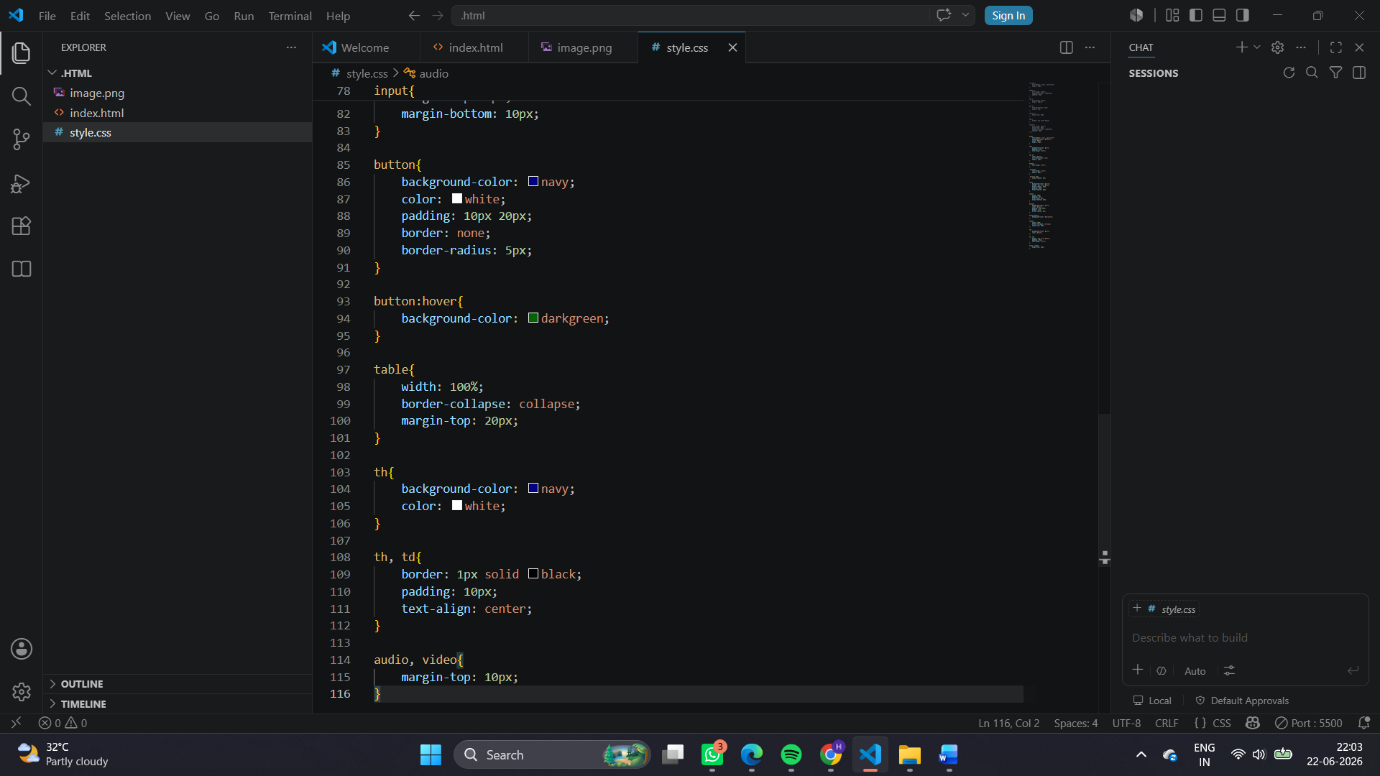 File Edit Selection View Go Run Terminal Help
.html
Sign In
EXPLORER
.HTML
image.png
index.html
# style.css
OUTLINE
TIMELINE
Welcome
index.html
image.png
# style.css
# style.css > audio
78 input{
82 margin-bottom: 10px;
83 }
84
85 button{
86 background-color: navy;
87 color: white;
88 padding: 10px 20px;
89 border: none;
90 border-radius: 5px;
91 }
92
93 button:hover{
94 background-color: darkgreen;
95 }
96
97 table{
98 width: 100%;
99 border-collapse: collapse;
100 margin-top: 20px;
101 }
102
103 th{
104 background-color: navy;
105 color: white;
106 }
107
108 th, td{
109 border: 1px solid black;
110 padding: 10px;
111 text-align: center;
112 }
113
114 audio, video{
115 margin-top: 10px;
116 }
CHAT
SESSIONS
# style.css
Describe what to build
Auto
Local
Default Approvals
0 0
Ln 116, Col 2
Spaces: 4
UTF-8
CRLF
{ } CSS
Port : 5500
32°C
Partly cloudy
Search
3
H
ENG
IN
22:03
22-06-2026